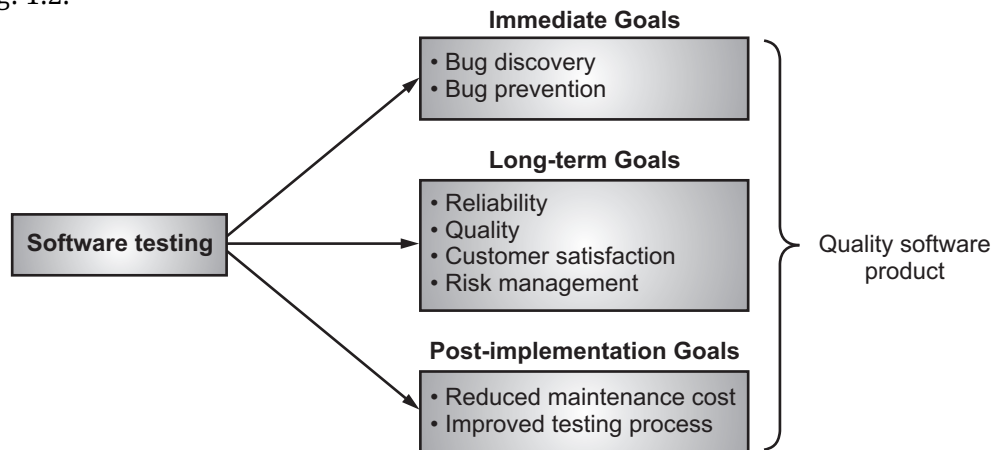 g. 1.2.
Immediate Goals
• Bug discovery
• Bug prevention
Long-term Goals
• Reliability
• Quality
• Customer satisfaction
• Risk management
Software testing
Quality software
product
Post-implementation Goals
• Reduced maintenance cost
• Improved testing process